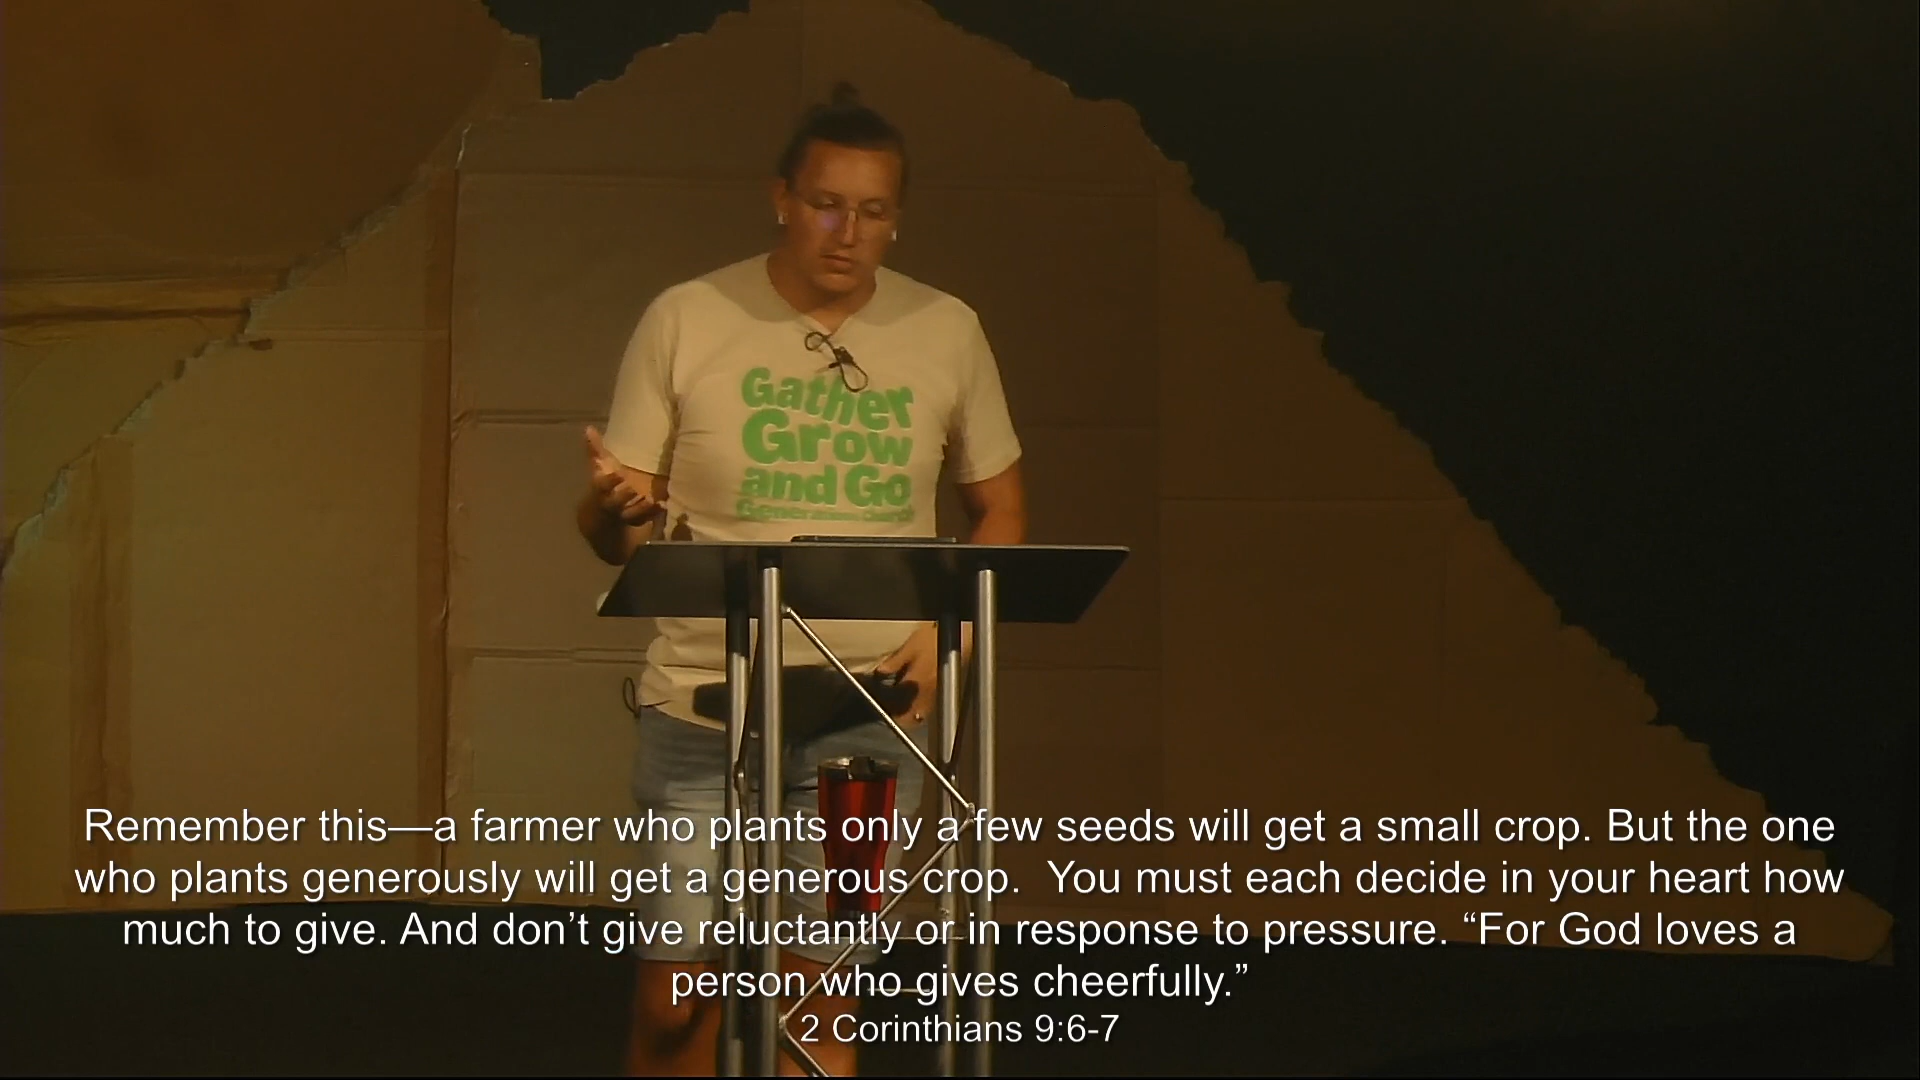 Gather
Grow
and Go
Generations Church
Remember this—a farmer who plants only a few seeds will get a small crop. But the one
who plants generously will get a generous crop.  You must each decide in your heart how
much to give. And don’t give reluctantly or in response to pressure. “For God loves a
person who gives cheerfully.”
2 Corinthians 9:6-7